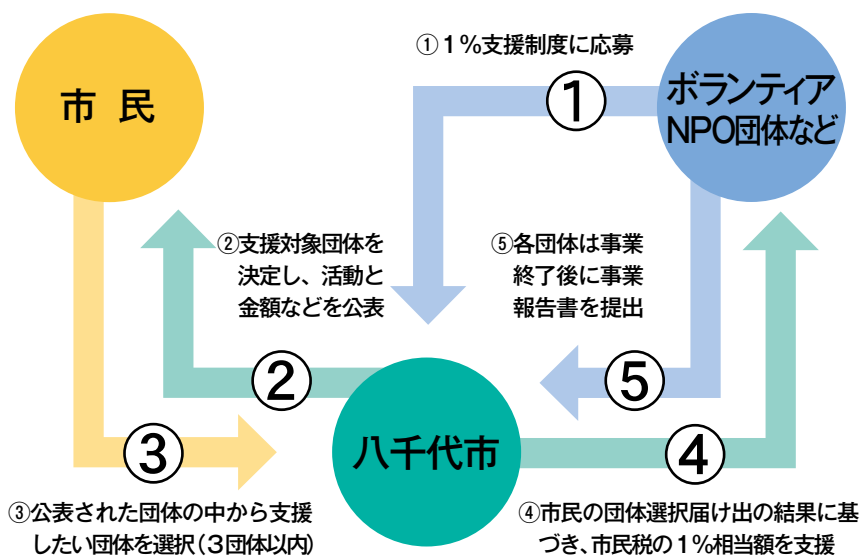 ①１％支援制度に応募
市 民
①
ボランティア
NPO団体など
②支援対象団体を
決定し、活動と
金額などを公表
⑤各団体は事業
終了後に事業
報告書を提出
②
⑤
③
八千代市
④
③公表された団体の中から支援
したい団体を選択（３団体以内）
④市民の団体選択届け出の結果に基
づき、市民税の１％相当額を支援